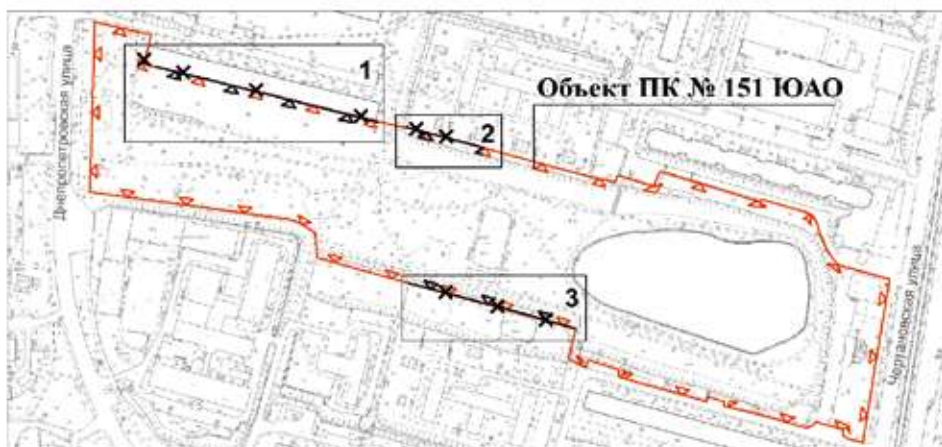 Днепропетровская улица
1
Объект ПК № 151 ЮАО
2
3
Чертановская улица